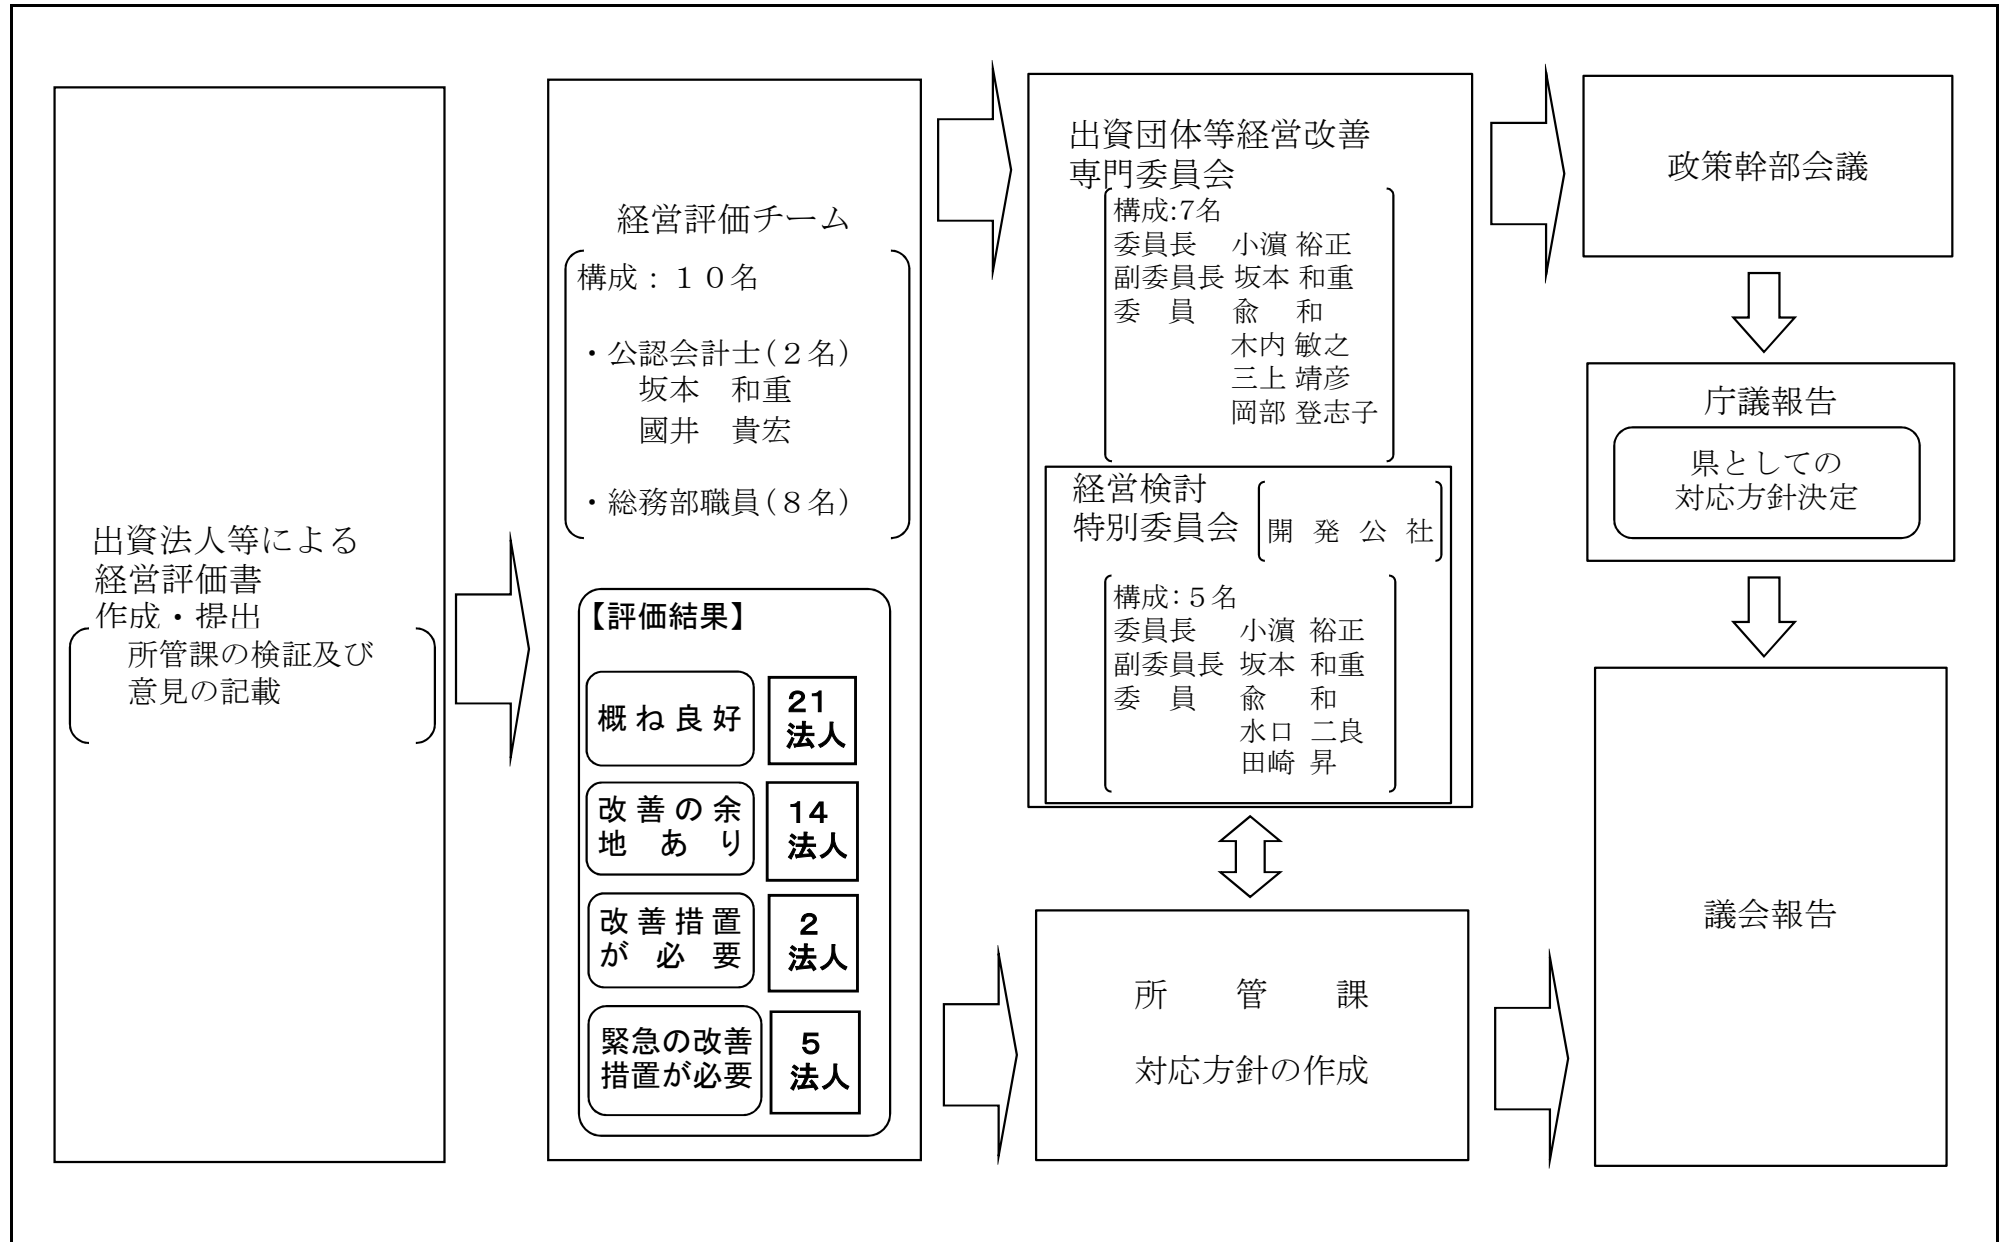 出資法人等による
経営評価書
作成・提出
所管課の検証及び
意見の記載
経営評価チーム
構成：１０名
・公認会計士(２名)
坂本　和重
國井　貴宏
・総務部職員(８名)
【評価結果】
概ね良好
21
法人
改善の余
地あり
14
法人
改善措置
が必要
2
法人
緊急の改善
措置が必要
5
法人
出資団体等経営改善
専門委員会
構成:7名
委員長　小濵 裕正
副委員長 坂本 和重
委　員　兪　和
木内 敏之
三上 靖彦
岡部 登志子
経営検討
特別委員会
開発公社
構成：５名
委員長　小濵 裕正
副委員長 坂本 和重
委　員　兪　和
水口 二良
田崎 昇
所　管　課
対応方針の作成
政策幹部会議
庁議報告
県としての
対応方針決定
議会報告